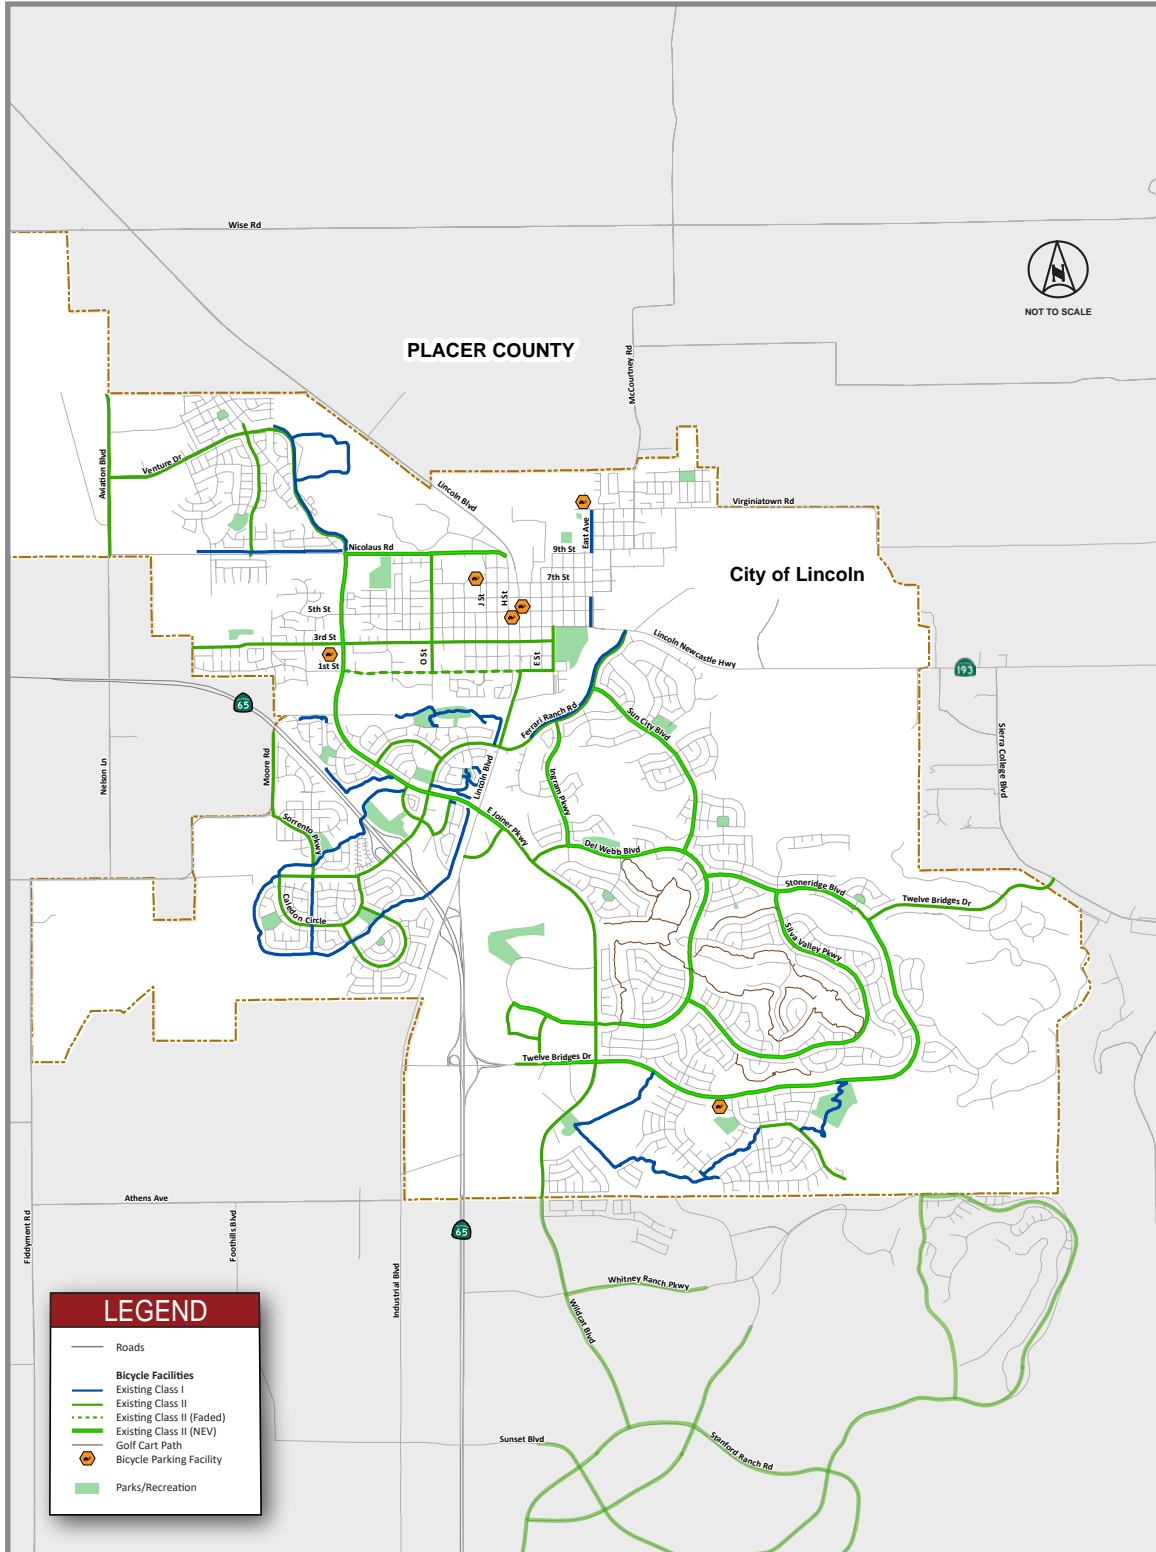 Wise Rd
N
NOT TO SCALE
PLACER COUNTY
McCourtney Rd
Aviation Blvd
Venture Dr
Lincoln Blvd
Virginiatown Rd
East Ave
Nicolaus Rd
9th St
7th St
City of Lincoln
J St
H St
5th St
3rd St
1st St
O St
E St
Lincoln Newcastle Hwy
193
65
Ferrari Ranch Rd
Sun City Blvd
Sierra College Blvd
Nelson Ln
Moore Rd
Lincoln Blvd
Ingram Pkwy
E Joiner Pkwy
Sorrento Pkwy
Del Webb Blvd
Stoneridge Blvd
Twelve Bridges Dr
Caledon Circle
Silva Valley Pkwy
Twelve Bridges Dr
Athens Ave
Fiddyment Rd
Foothills Blvd
65
Industrial Blvd
Whitney Ranch Pkwy
Wildcat Blvd
Sunset Blvd
Stanford Ranch Rd
LEGEND
Roads
Bicycle Facilities
Existing Class I
Existing Class II
Existing Class II (Faded)
Existing Class II (NEV)
Golf Cart Path
Bicycle Parking Facility
Parks/Recreation